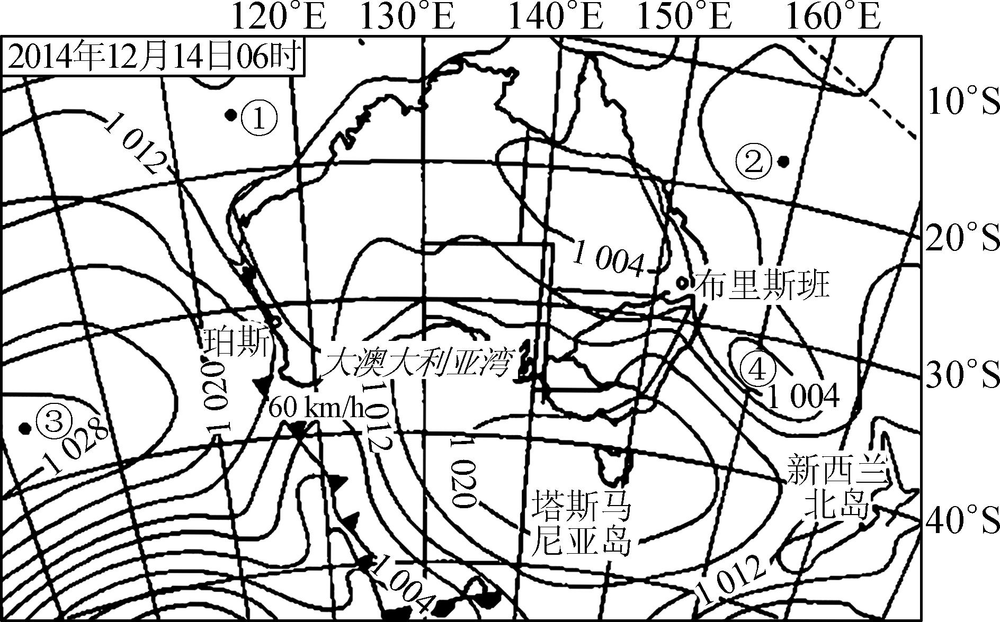 120°E 130°E 140°E 150°E 160°E
2014年12月14日06时
10°S
①
1 012
②
20°S
1 004
布里斯班
珀斯
大澳大利亚湾
④
30°S
1 020
1 012
1 004
60 km/h
③
1 028
1 020
新西兰
北岛
塔斯马
尼亚岛
40°S
1 004
1 012